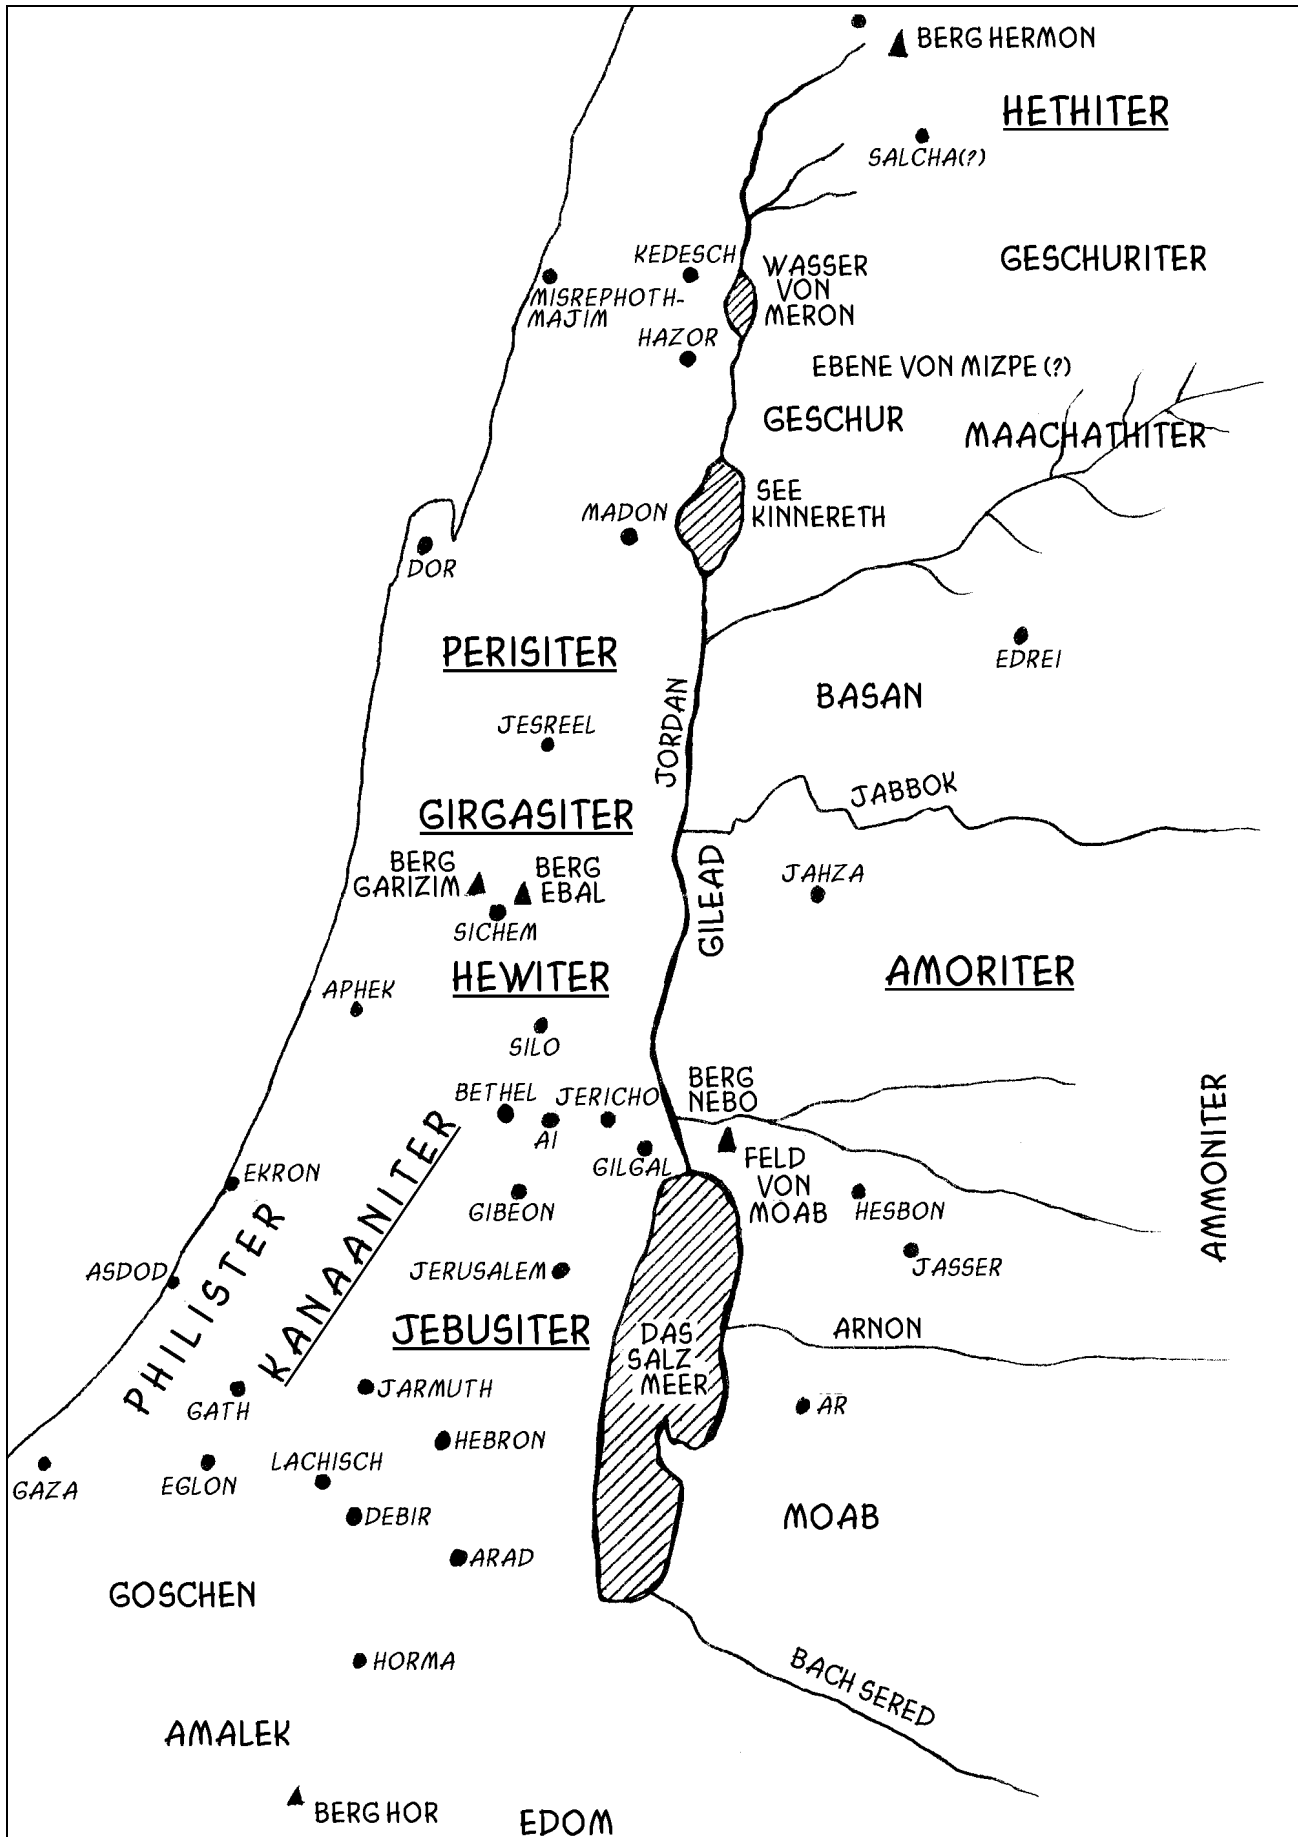 BERG HERMON
HETHITER
SALCHA(?)
KEDESCH
WASSER
VON
MERON
GESCHURITER
MISREPHOTH-
MAJIM
HAZOR
EBENE VON MIZPE (?)
GESCHUR
MAACHATHITER
SEE
KINNERETH
MADON
DOR
PERISITER
EDREI
BASAN
JORDAN
JESREEL
JABBOK
GIRGASITER
BERG
GARIZIM
BERG
EBAL
GILEAD
JAHZA
SICHEM
HEWITER
AMORITER
APHEK
SILO
BERG
NEBO
BETHEL
JERICHO
AI
GILGAL
FELD
VON
MOAB
AMMONITER
EKRON
KANAANITER
GIBEON
HESBON
PHILISTER
ASDOD
JERUSALEM
JASSER
JEBUSITER
DAS
SALZ
MEER
ARNON
JARMUTH
GATH
AR
HEBRON
LACHISCH
GAZA
EGLON
DEBIR
MOAB
ARAD
GOSCHEN
HORMA
BACH SERED
AMALEK
BERG HOR
EDOM